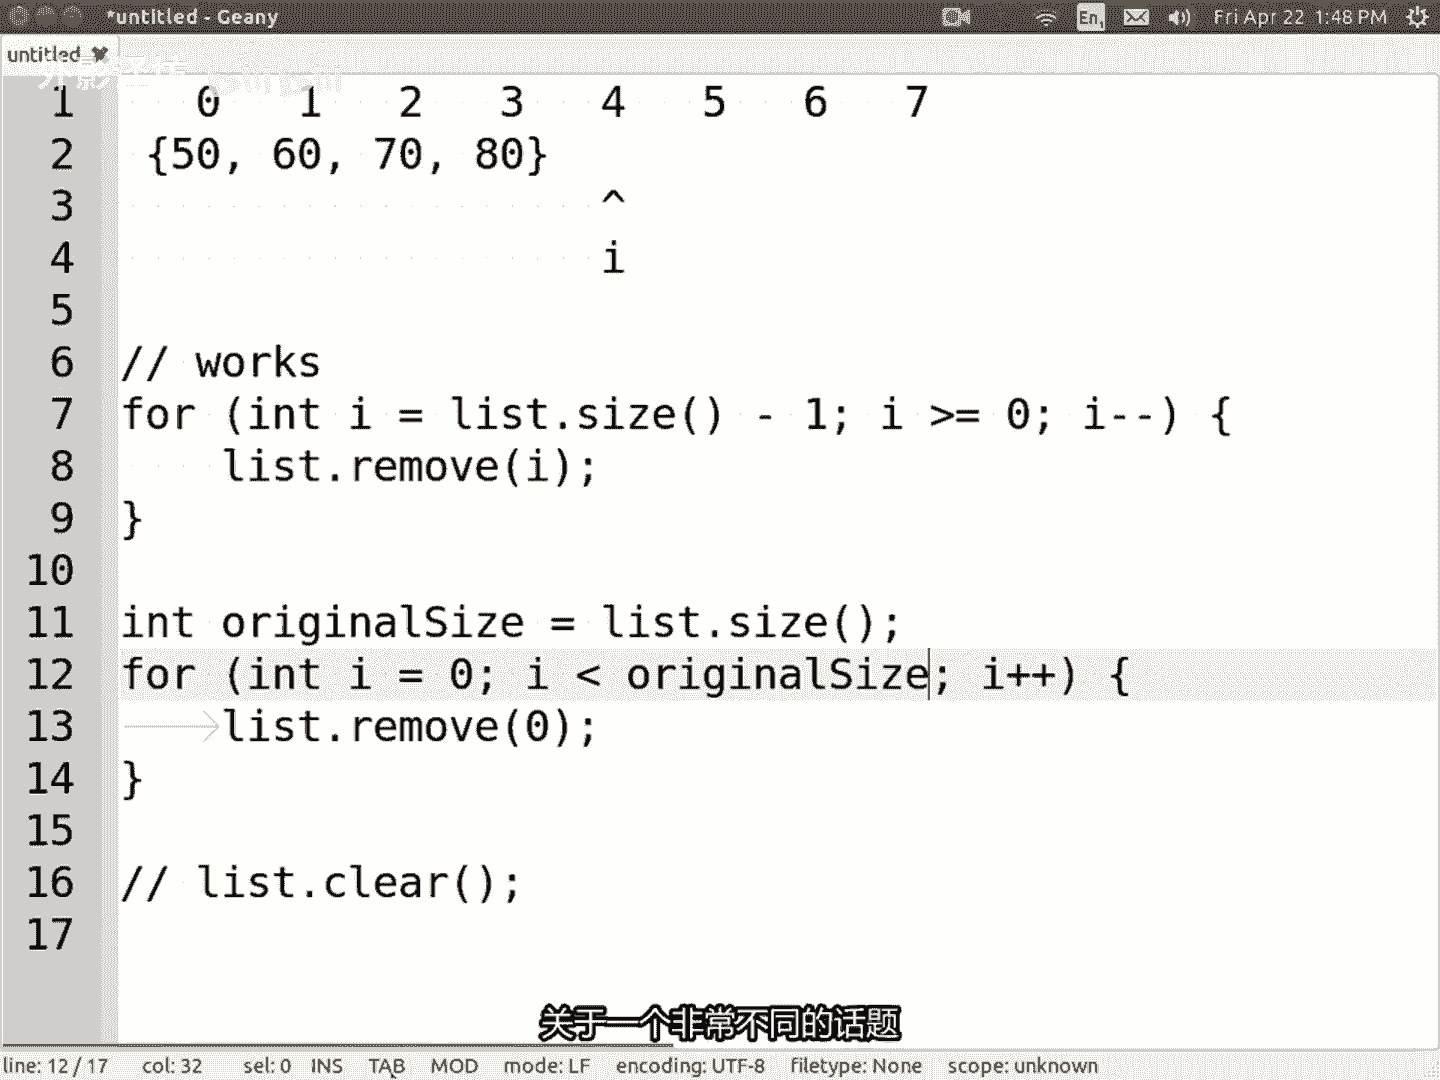 *untitled - Geany
En₁
Fri Apr 22 1:48 PM
untitled
1 0 1 2 3 4 5 6 7
2 {50, 60, 70, 80}
3 ^
4 i
5
6 // works
7 for (int i = list.size() - 1; i >= 0; i--) {
8 list.remove(i);
9 }
10
11 int originalSize = list.size();
12 for (int i = 0; i < originalSize; i++) {
13 list.remove(0);
14 }
15
16 // list.clear();
17
关于一个非常不同的话题
line: 12 / 17 col: 32 sel: 0 INS TAB MOD mode: LF encoding: UTF-8 filetype: None scope: unknown